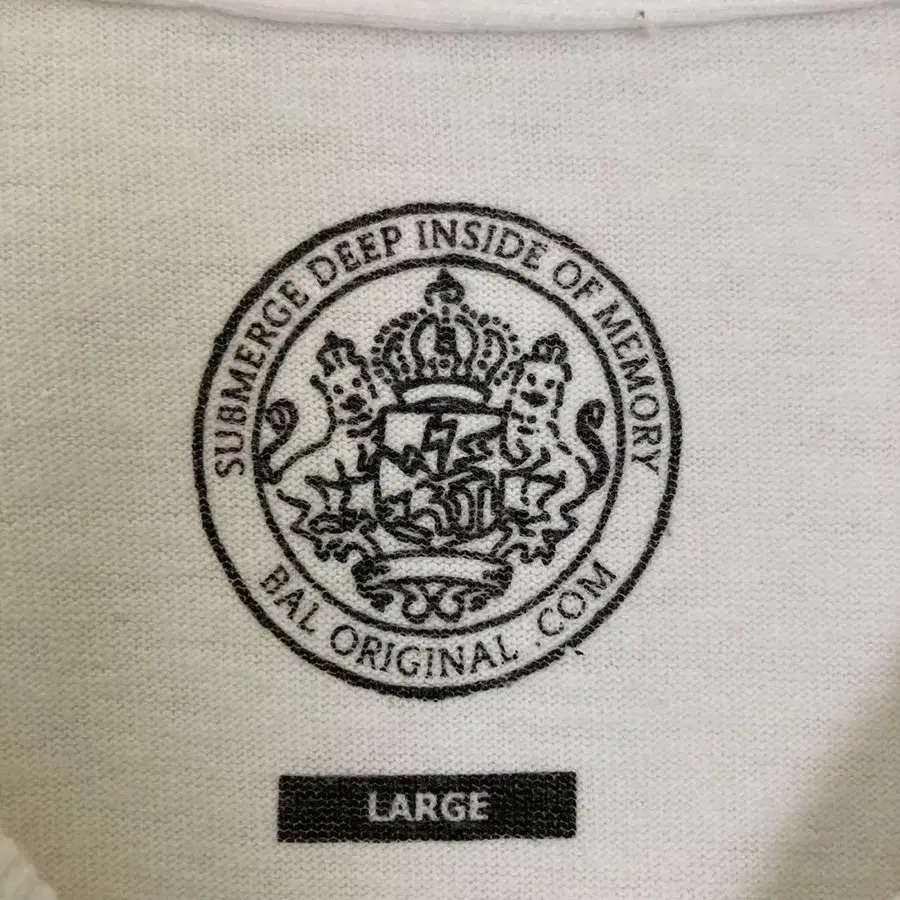 SUBMERGE DEEP INSIDE OF MEMORY
BAL ORIGINAL .COM
LARGE